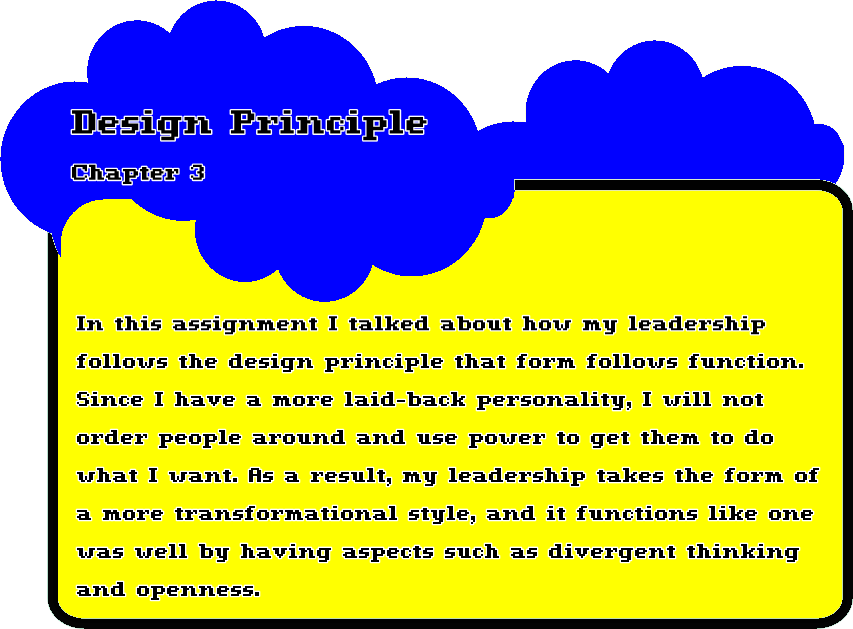 Design Principle
Chapter 3
In this assignment I talked about how my leadership
follows the design principle that form follows function.
Since I have a more laid-back personality, I will not
order people around and use power to get them to do
what I want. As a result, my leadership takes the form of
a more transformational style, and it functions like one
was well by having aspects such as divergent thinking
and openness.